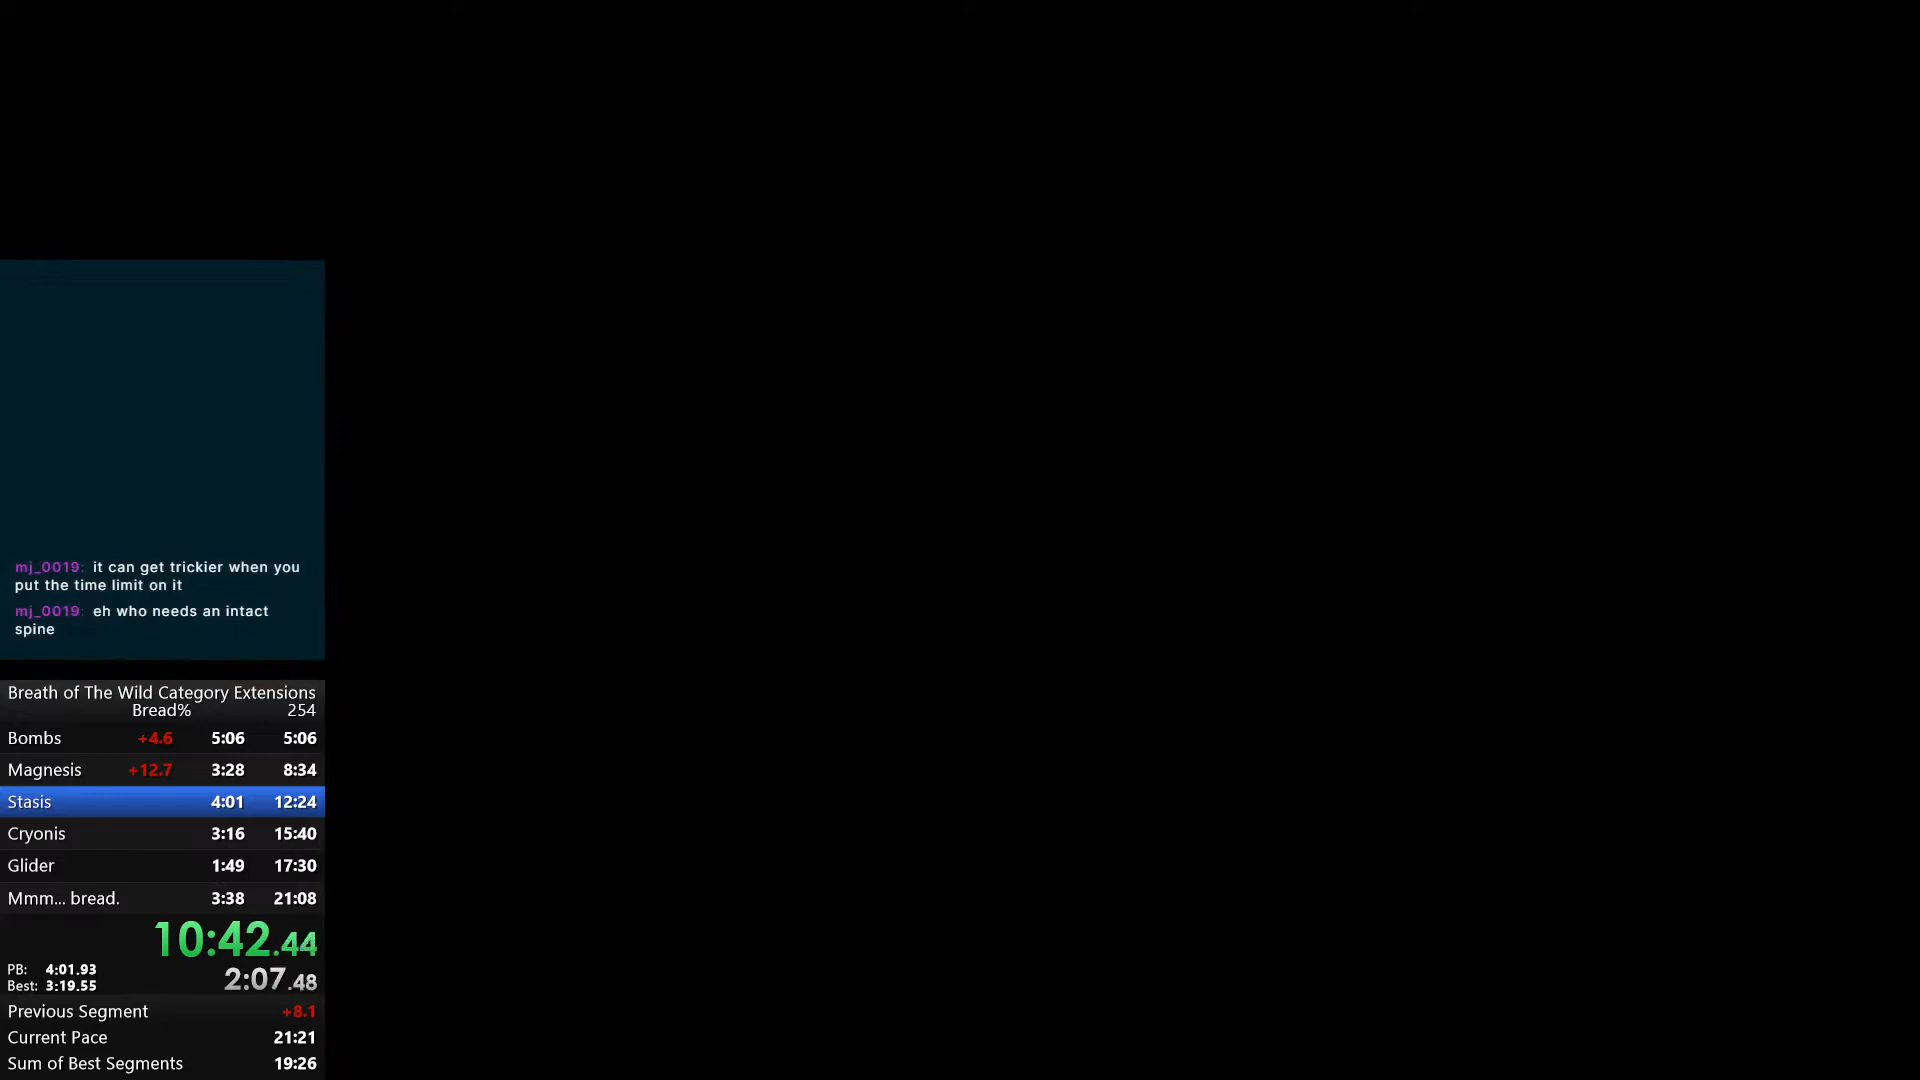 mj_0019: it can get trickier when you
put the time limit on it
mj_0019: eh who needs an intact
spine
Breath of The Wild Category Extensions
Bread% 254
Bombs +4.6 5:06 5:06
Magnesis +12.7 3:28 8:34
Stasis 4:01 12:24
Cryonis 3:16 15:40
Glider 1:49 17:30
Mmm... bread. 3:38 21:08
10:42.44
PB: 4:01.93
Best: 3:19.55
2:07.48
Previous Segment +8.1
Current Pace 21:21
Sum of Best Segments 19:26